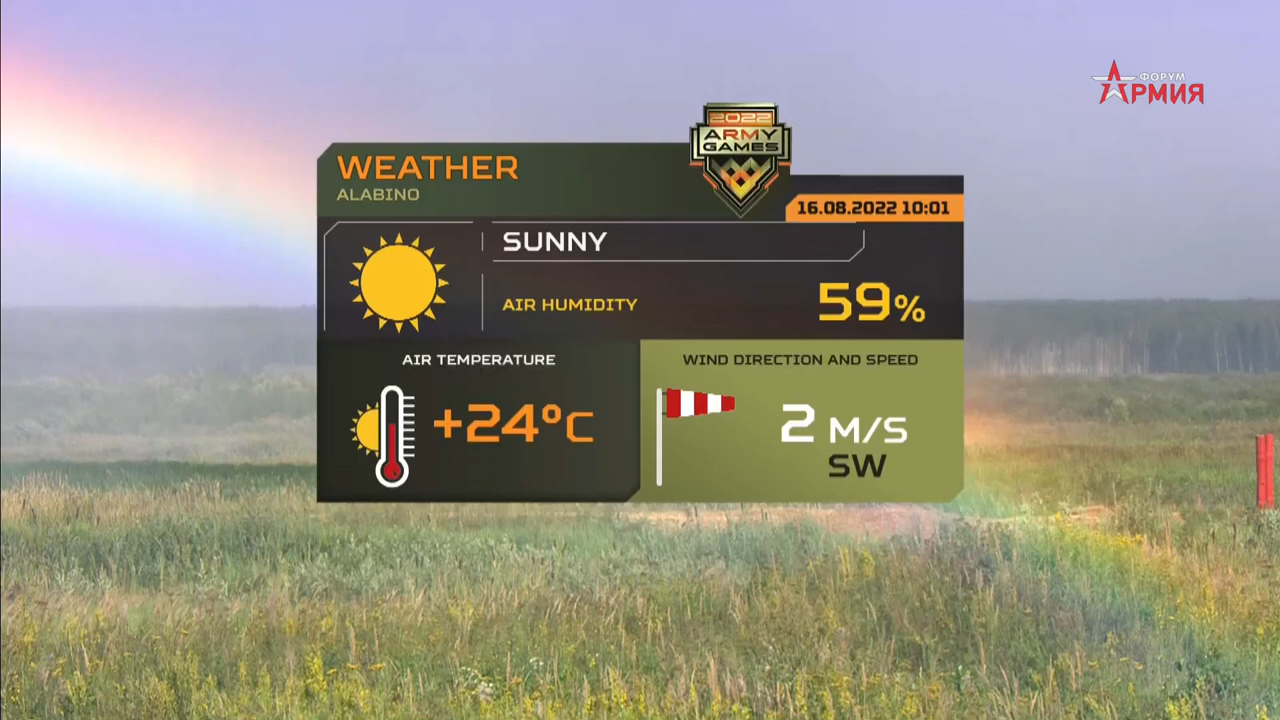 ФОРУМ
АРМИЯ
2022
ARMY
GAMES
WEATHER
ALABINO
16.08.2022 10:01
SUNNY
AIR HUMIDITY
59%
AIR TEMPERATURE
+24°C
WIND DIRECTION AND SPEED
2 M/S
SW